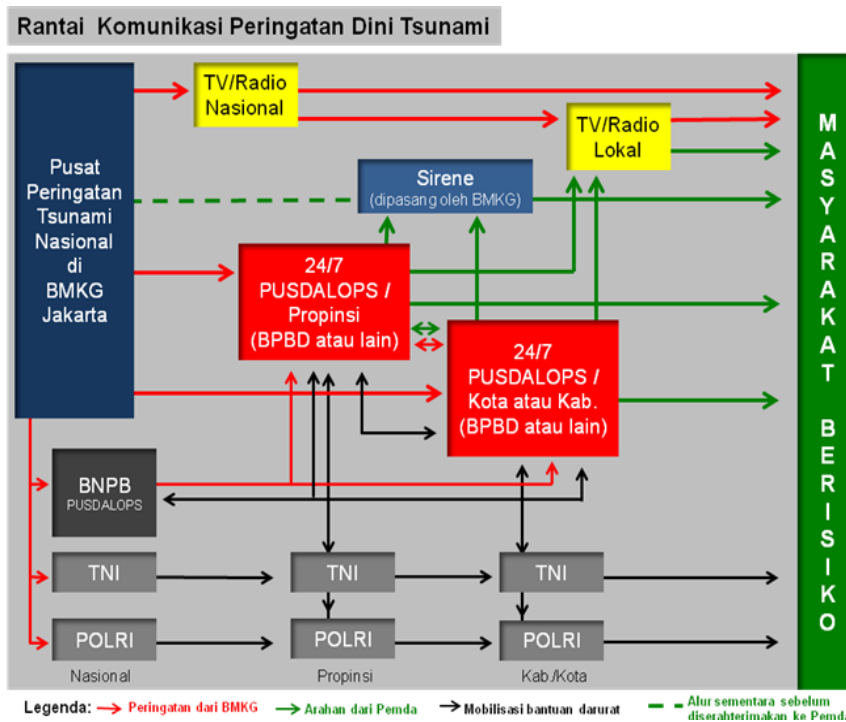 Rantai Komunikasi Peringatan Dini Tsunami
TV/Radio
Nasional
TV/Radio
Lokal
Pusat
Peringatan
Tsunami
Nasional
di
BMKG
Jakarta
Sirene
(dipasang oleh BMKG)
24/7
PUSDALOPS /
Propinsi
(BPBD atau lain)
24/7
PUSDALOPS /
Kota atau Kab.
(BPBD atau lain)
BNPB
PUSDALOPS
TNI
TNI
TNI
POLRI
POLRI
POLRI
Nasional
Propinsi
Kab./Kota
MASYARAKAT BERISIKO
Legenda:
Peringatan dari BMKG
Arahan dari Pemda
Mobilisasi bantuan darurat
Alur sementara sebelum
diserahterimakan ke Pemda